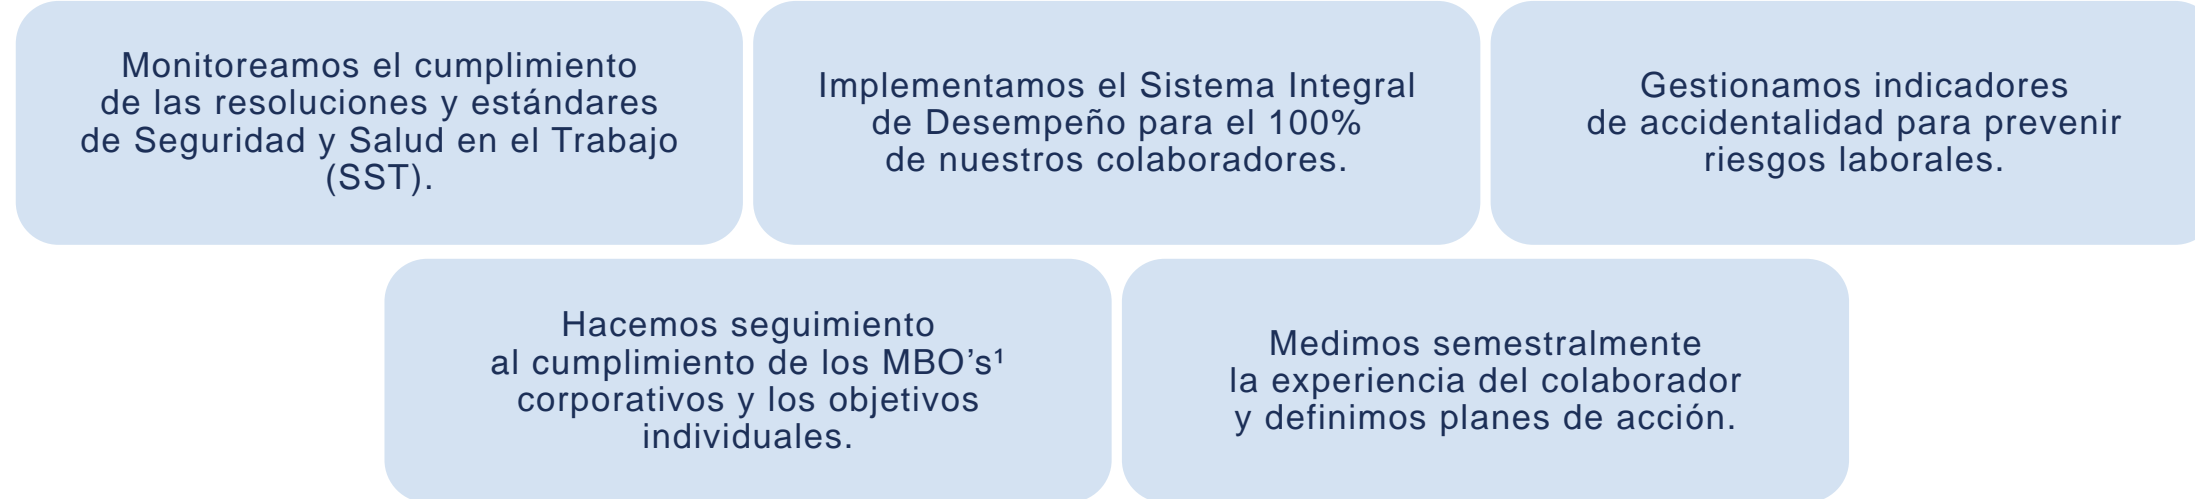 Monitoreamos el cumplimiento
de las resoluciones y estándares
de Seguridad y Salud en el Trabajo
(SST).
Implementamos el Sistema Integral
de Desempeño para el 100%
de nuestros colaboradores.
Gestionamos indicadores
de accidentalidad para prevenir
riesgos laborales.
Hacemos seguimiento
al cumplimiento de los MBO’s¹
corporativos y los objetivos
individuales.
Medimos semestralmente
la experiencia del colaborador
y definimos planes de acción.